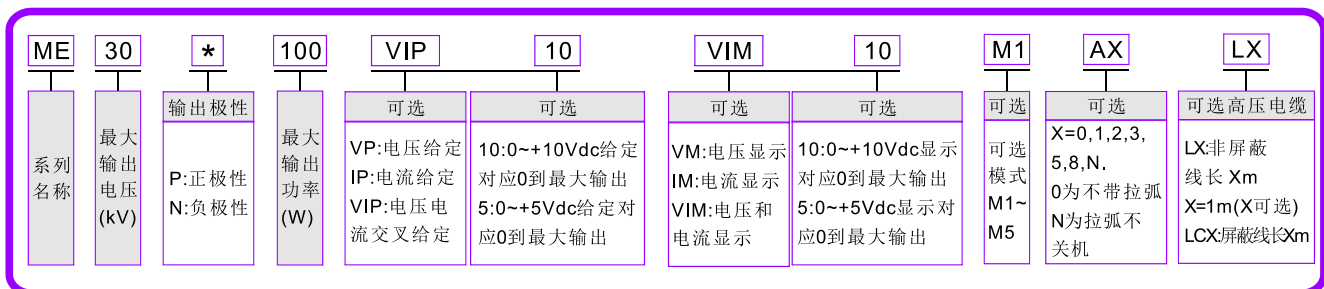 ME 30 * 100 VIP 10 VIM 10 M1 AX LX
系列
名称
最大
输出
电压
(kV)
输出极性
P:正极性
N:负极性
最大
输出
功率
(W)
可选
VP:电压给定
IP:电流给定
VIP:电压电
流交叉给定
可选
10:0~+10Vdc给定
对应0到最大输出
5:0~+5Vdc给定对
应0到最大输出
可选
VM:电压显示
IM:电流显示
VIM:电压和
电流显示
可选
10:0~+10Vdc显示
对应0到最大输出
5:0~+5Vdc显示对
应0到最大输出
可选
可选
模式
M1~
M5
可选
X=0,1,2,3,
5,8,N.
0为不带拉弧
N为拉弧不
关机
可选高压电缆
LX:非屏蔽
线长 Xm
X=1m(X可选)
LCX:屏蔽线长Xm